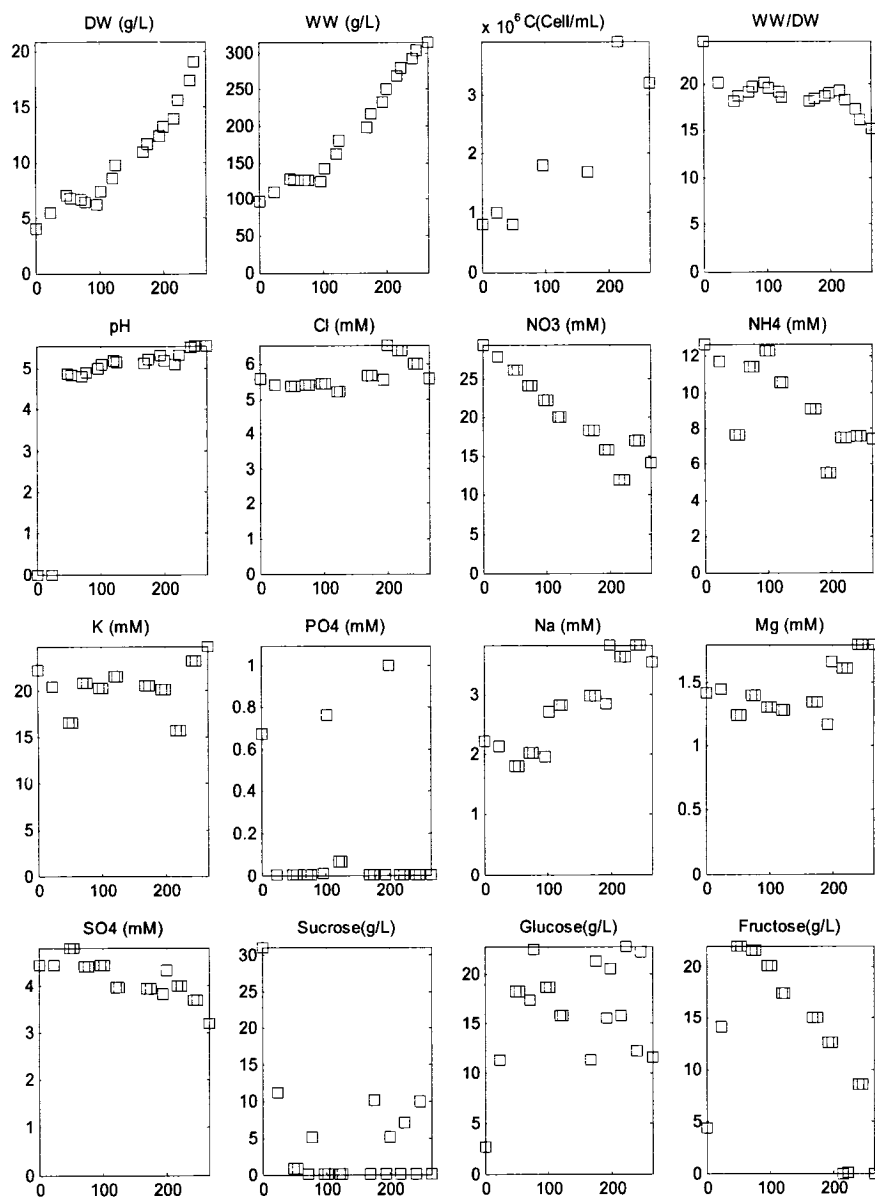 DW (g/L) WW (g/L) x 10⁶ C(Cell/mL) WW/DW
20 15 10 5 0
0 100 200
300 250 200 150 100 50 0
0 100 200
3 2 1 0
0 100 200
20 15 10 5 0
0 100 200
pH Cl (mM) NO3 (mM) NH4 (mM)
5 4 3 2 1 0
0 100 200
6 5 4 3 2 1 0
0 100 200
25 20 15 10 5 0
0 100 200
12 10 8 6 4 2 0
0 100 200
K (mM) PO4 (mM) Na (mM) Mg (mM)
20 15 10 5 0
0 100 200
1 0.8 0.6 0.4 0.2 0
0 100 200
3 2 1 0
0 100 200
1.5 1 0.5 0
0 100 200
SO4 (mM) Sucrose(g/L) Glucose(g/L) Fructose(g/L)
4 3 2 1 0
0 100 200
30 25 20 15 10 5 0
0 100 200
20 15 10 5 0
0 100 200
20 15 10 5 0
0 100 200